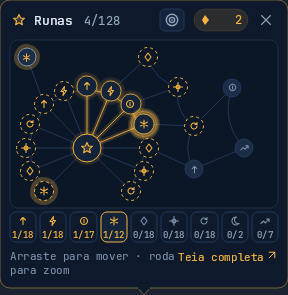 Runas 4/128 2
1/18 1/18 1/17 1/12 0/18 0/18 0/18 0/2 0/7
Arraste para mover · roda Teia completa
para zoom